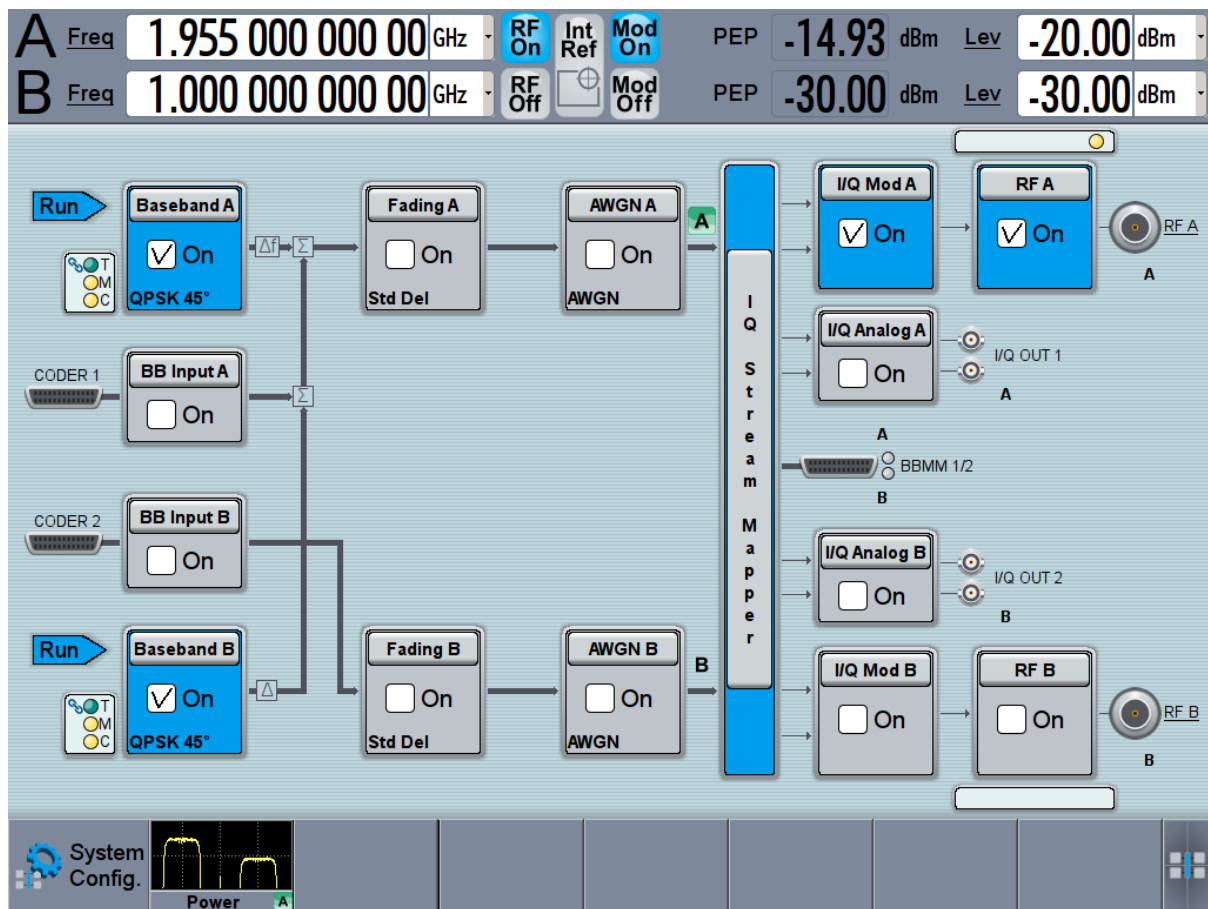 A Freq 1.955 000 000 00 GHz RF On Int Ref Mod On PEP -14.93 dBm Lev -20.00 dBm
B Freq 1.000 000 000 00 GHz RF Off Mod Off PEP -30.00 dBm Lev -30.00 dBm
Run
Baseband A
On
QPSK 45°
T
M
C
Δf
Σ
Fading A
On
Std Del
AWGN A
On
AWGN
A
I/Q Mod A
On
RF A
On
RF A
A
CODER 1
BB Input A
On
Σ
IQ Stream Mapper
I/Q Analog A
On
I/Q OUT 1
A
A
BBMM 1/2
B
CODER 2
BB Input B
On
I/Q Analog B
On
I/Q OUT 2
B
Run
Baseband B
On
QPSK 45°
T
M
C
Δ
Fading B
On
Std Del
AWGN B
On
AWGN
B
I/Q Mod B
On
RF B
On
RF B
B
System
Config.
Power A